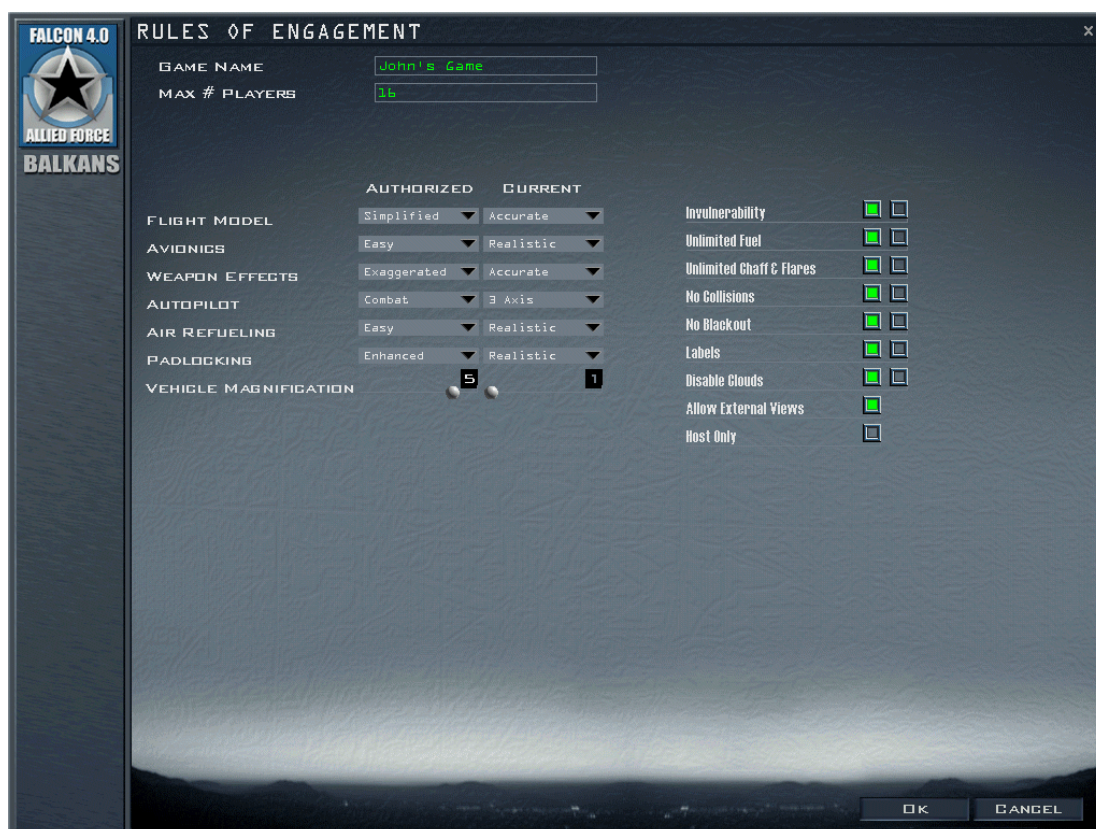 FALCON 4.0
ALLIED FORCE
BALKANS
RULES OF ENGAGEMENT
x
GAME NAME John's Game
MAX # PLAYERS 16
AUTHORIZED CURRENT
FLIGHT MODEL Simplified Accurate
AVIONICS Easy Realistic
WEAPON EFFECTS Exaggerated Accurate
AUTOPILOT Combat 3 Axis
AIR REFUELING Easy Realistic
PADLOCKING Enhanced Realistic
VEHICLE MAGNIFICATION 5 1
Invulnerability
Unlimited Fuel
Unlimited Chaff & Flares
No Collisions
No Blackout
Labels
Disable Clouds
Allow External Views
Host Only
OK CANCEL